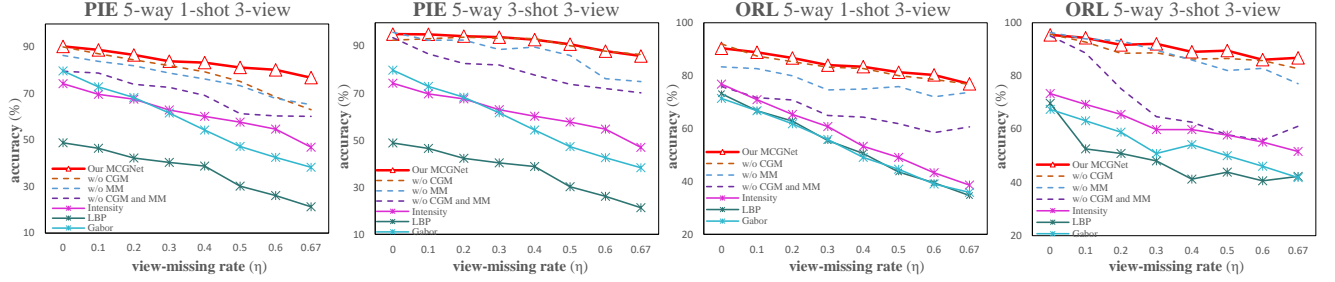 PIE 5-way 1-shot 3-view
90
70
50
30
10
accuracy (%)
Our MCGNet
w/o CGM
w/o MM
w/o CGM and MM
Intensity
LBP
Gabor
0 0.1 0.2 0.3 0.4 0.5 0.6 0.67
view-missing rate (η)
PIE 5-way 3-shot 3-view
90
70
50
30
10
accuracy (%)
Our MCGNet
w/o CGM
w/o MM
w/o CGM and MM
Intensity
LBP
Gabor
0 0.1 0.2 0.3 0.4 0.5 0.6 0.67
view-missing rate (η)
ORL 5-way 1-shot 3-view
100
80
60
40
20
accuracy (%)
Our MCGNet
w/o CGM
w/o MM
w/o CGM and MM
Intensity
LBP
Gabor
0 0.1 0.2 0.3 0.4 0.5 0.6 0.67
view-missing rate (η)
ORL 5-way 3-shot 3-view
100
80
60
40
20
accuracy (%)
Our MCGNet
w/o CGM
w/o MM
w/o CGM and MM
Intensity
LBP
Gabor
0 0.1 0.2 0.3 0.4 0.5 0.6 0.67
view-missing rate (η)